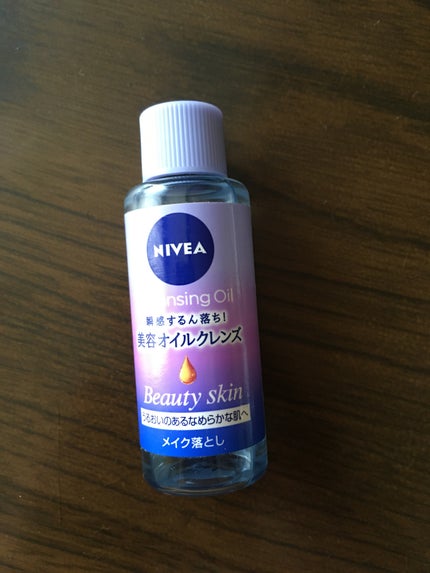 NIVEA
ansing Oil
瞬感するん落ち!
美容オイルクレンズ
Beauty skin
うるおいのあるなめらかな肌へ
メイク落とし